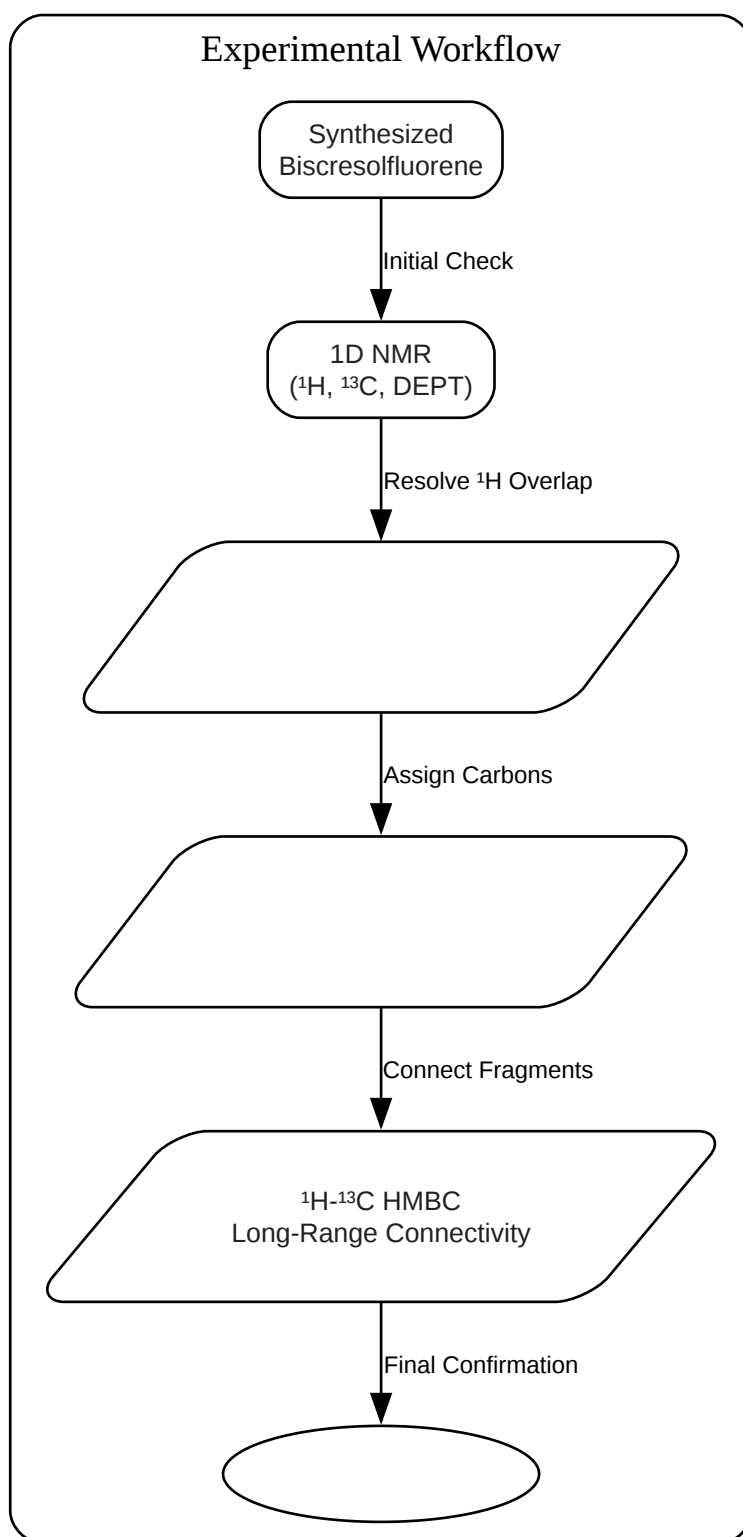 Experimental Workflow
Synthesized
Biscresolfluorene
Initial Check
1D NMR
(¹H, ¹³C, DEPT)
Resolve ¹H Overlap
Assign Carbons
Connect Fragments
¹H-¹³C HMBC
Long-Range Connectivity
Final Confirmation